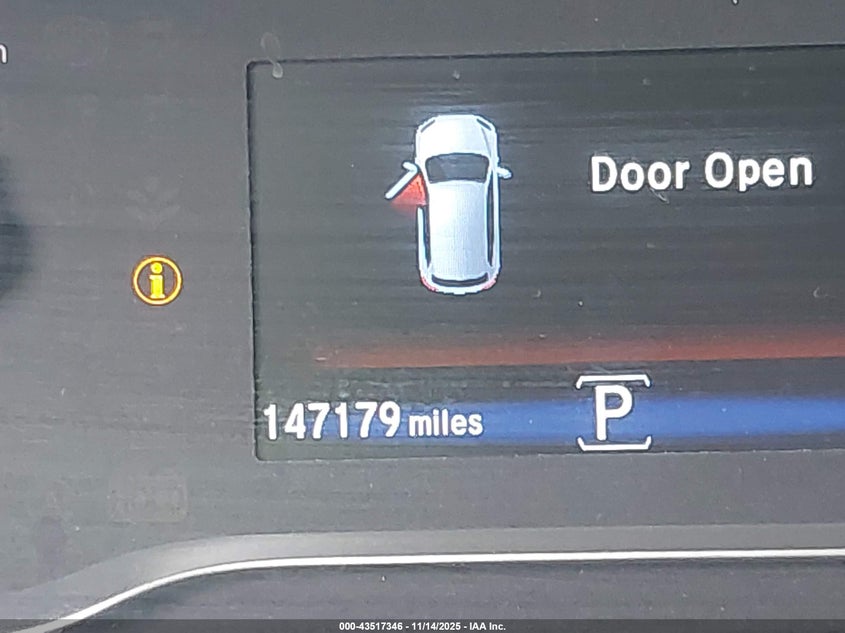 Door Open
i
147179 miles
P
000-43517346 - 11/14/2025 - IAA Inc.